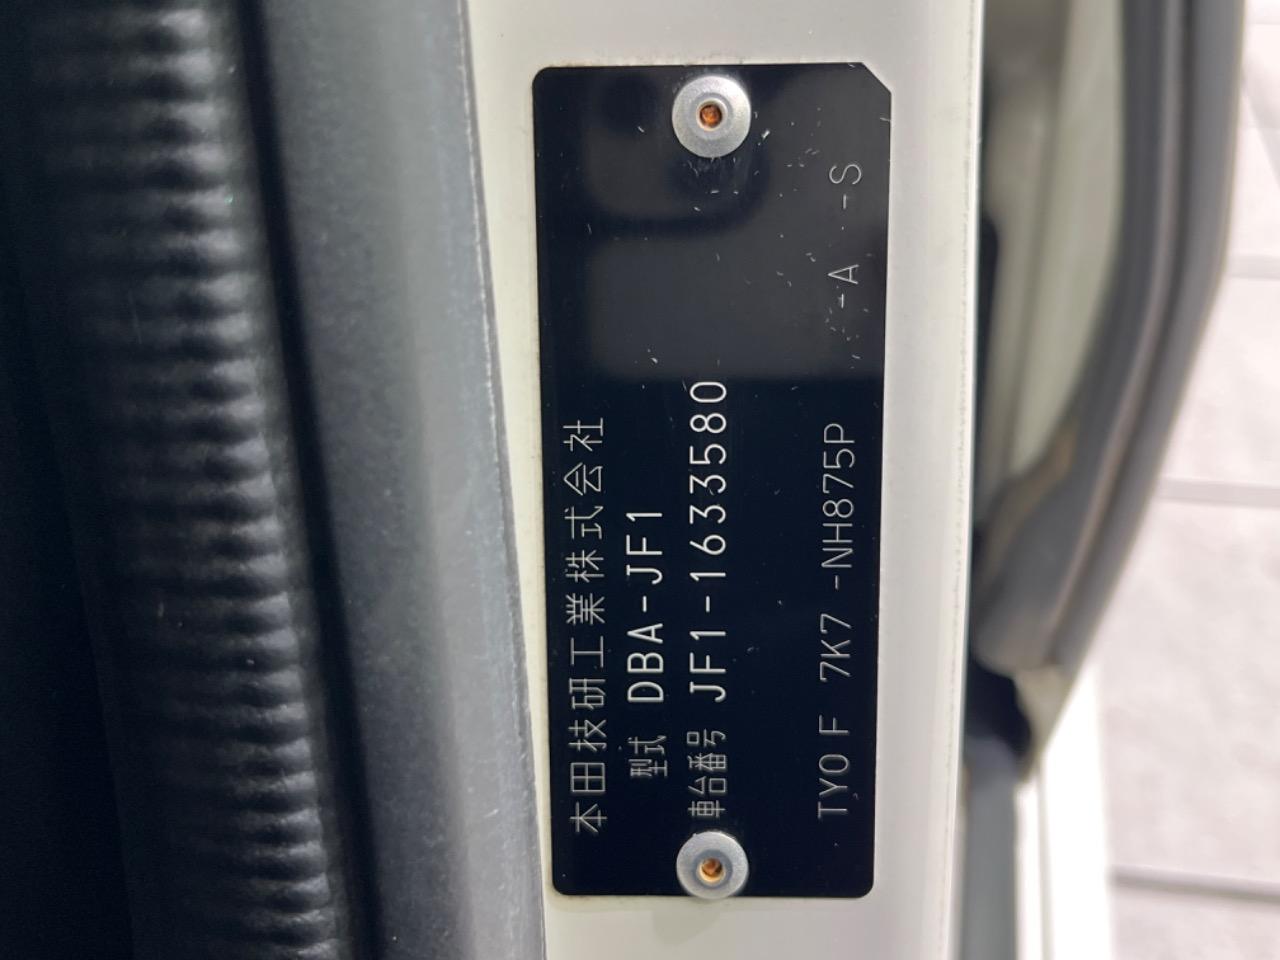 本田技研工業株式会社
型式 DBA-JF1
車台番号 JF1-1633580
TY0 F 7K7 -NH875P -A -S